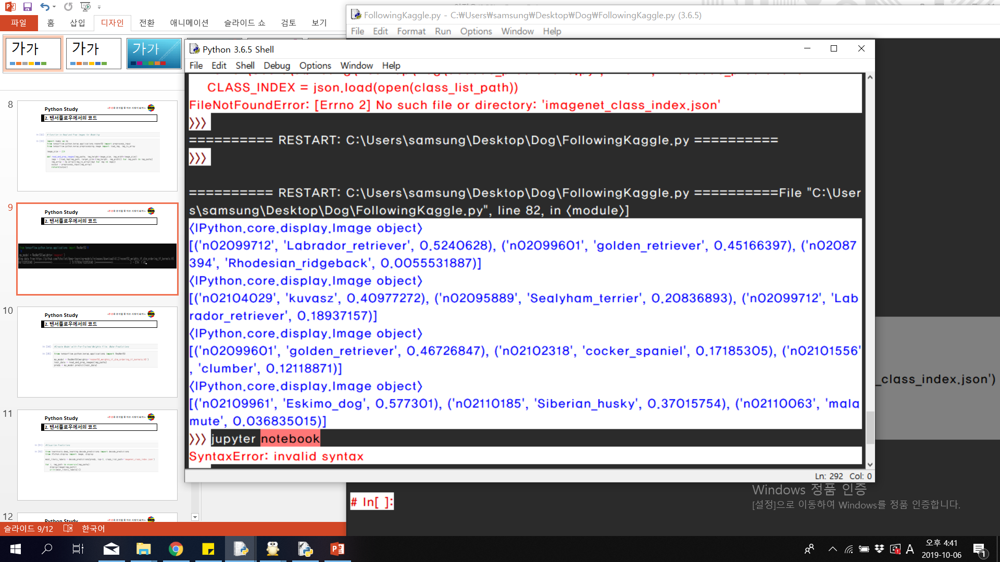 FollowingKaggle.py - C:₩Users₩samsung₩Desktop₩Dog₩FollowingKaggle.py (3.6.5)
파일 홈 삽입 디자인 전환 애니메이션 슬라이드 쇼 검토 보기
File Edit Format Run Options Window Help
가가 가가 가가
Python 3.6.5 Shell
File Edit Shell Debug Options Window Help
CLASS_INDEX = json.load(open(class_list_path))
FileNotFoundError: [Errno 2] No such file or directory: 'imagenet_class_index.json'
>>>
========== RESTART: C:\Users\samsung\Desktop\Dog\FollowingKaggle.py ==========
>>>
========== RESTART: C:\Users\samsung\Desktop\Dog\FollowingKaggle.py ==========File "C:\User
s\samsung\Desktop\Dog\FollowingKaggle.py", line 82, in <module>]
<IPython.core.display.Image object>
[('n02099712', 'Labrador_retriever', 0.5240628), ('n02099601', 'golden_retriever', 0.45166397), ('n02087
394', 'Rhodesian_ridgeback', 0.0055531887)]
<IPython.core.display.Image object>
[('n02104029', 'kuvasz', 0.40977272), ('n02095889', 'Sealyham_terrier', 0.20836893), ('n02099712', 'Lab
rador_retriever', 0.18937157)]
<IPython.core.display.Image object>
[('n02099601', 'golden_retriever', 0.46726847), ('n02102318', 'cocker_spaniel', 0.17185305), ('n02101556'
, 'clumber', 0.12118871)]
<IPython.core.display.Image object>
[('n02109961', 'Eskimo_dog', 0.577301), ('n02110185', 'Siberian_husky', 0.37015754), ('n02110063', 'mala
mute', 0.036835015)]
>>> jupyter notebook
SyntaxError: invalid syntax
Ln: 292 Col: 0
_class_index.json')
# In[ ]:
Windows 정품 인증
[설정]으로 이동하여 Windows를 정품 인증합니다.
8
Python Study
2. 텐서플로우에서의 코드
9
Python Study
2. 텐서플로우에서의 코드
10
Python Study
2. 텐서플로우에서의 코드
11
Python Study
2. 텐서플로우에서의 코드
12
Python Study
슬라이드 9/12 한국어
A
오후 4:41
2019-10-06
1